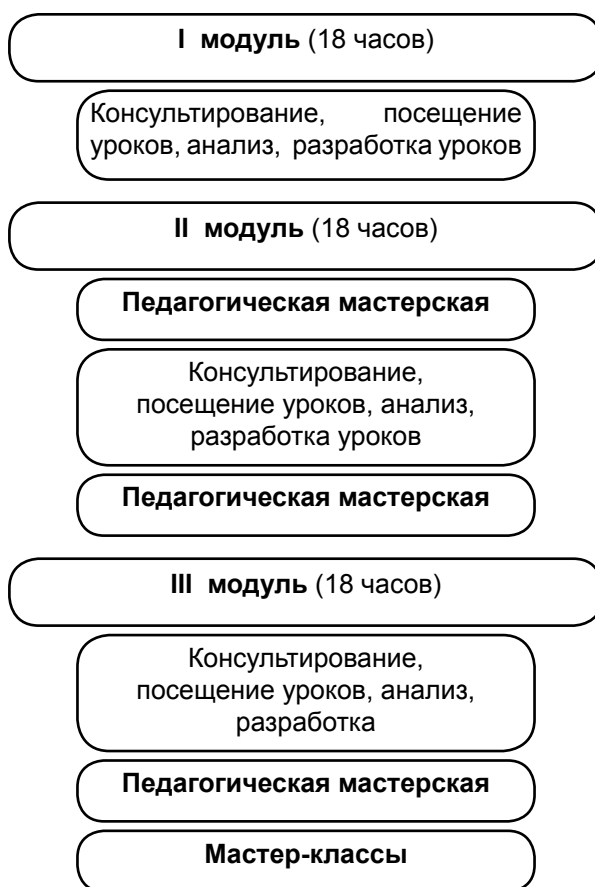 I модуль (18 часов)
Консультирование, посещение
уроков, анализ, разработка уроков
II модуль (18 часов)
Педагогическая мастерская
Консультирование,
посещение уроков, анализ,
разработка уроков
Педагогическая мастерская
III модуль (18 часов)
Консультирование,
посещение уроков, анализ,
разработка
Педагогическая мастерская
Мастер-классы